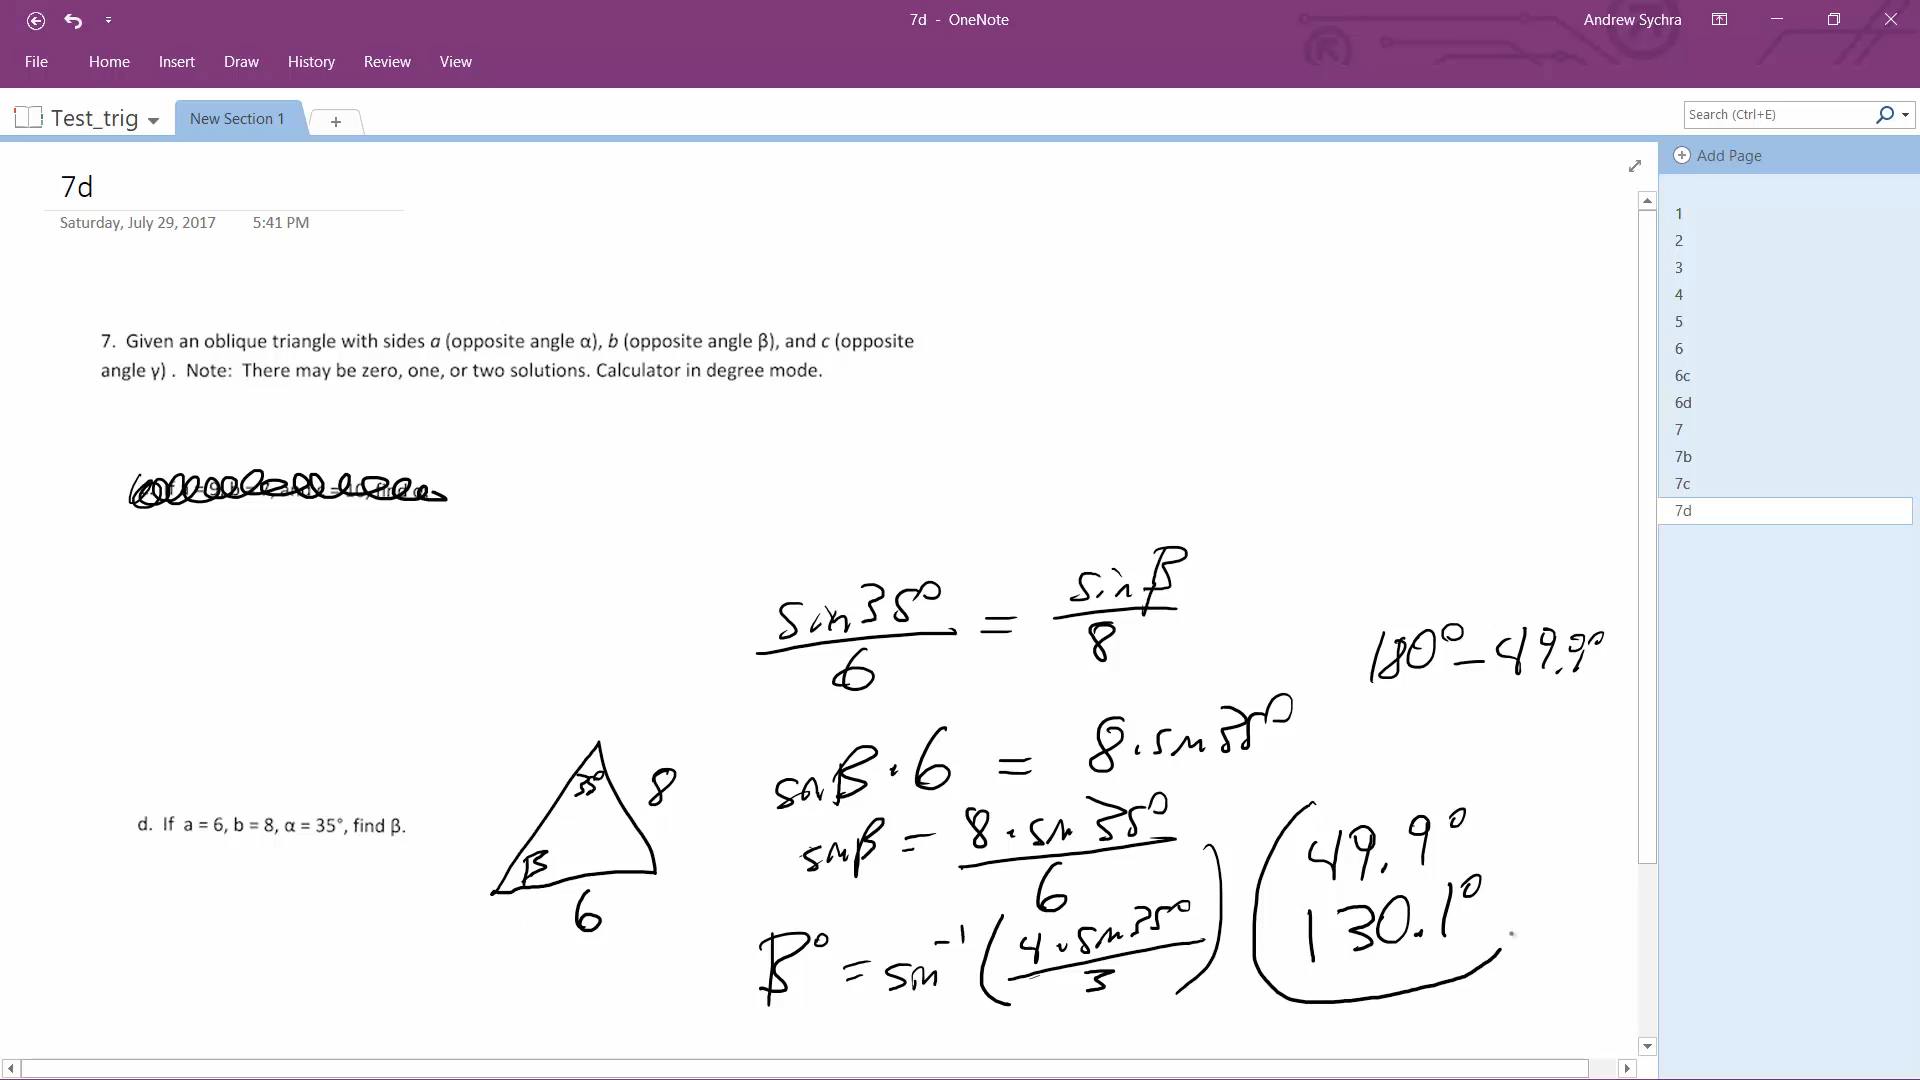 7d - OneNote
Andrew Sychra
File Home Insert Draw History Review View
Test_trig
New Section 1
+
Search (Ctrl+E)
Add Page
7d
Saturday, July 29, 2017 5:41 PM
1
2
3
4
5
6
6c
6d
7
7b
7c
7d
7. Given an oblique triangle with sides a (opposite angle α), b (opposite angle β), and c (opposite
angle γ) . Note: There may be zero, one, or two solutions. Calculator in degree mode.
d. If a = 6, b = 8, α = 35°, find β.
35°
8
β
6
sin35°/6 = sinβ/8
180° - 49.9°
sinβ · 6 = 8 · sin35°
sinβ = 8 · sin35°/6
β° = sin⁻¹(4 · sin35°/3)
49.9°
130.1°